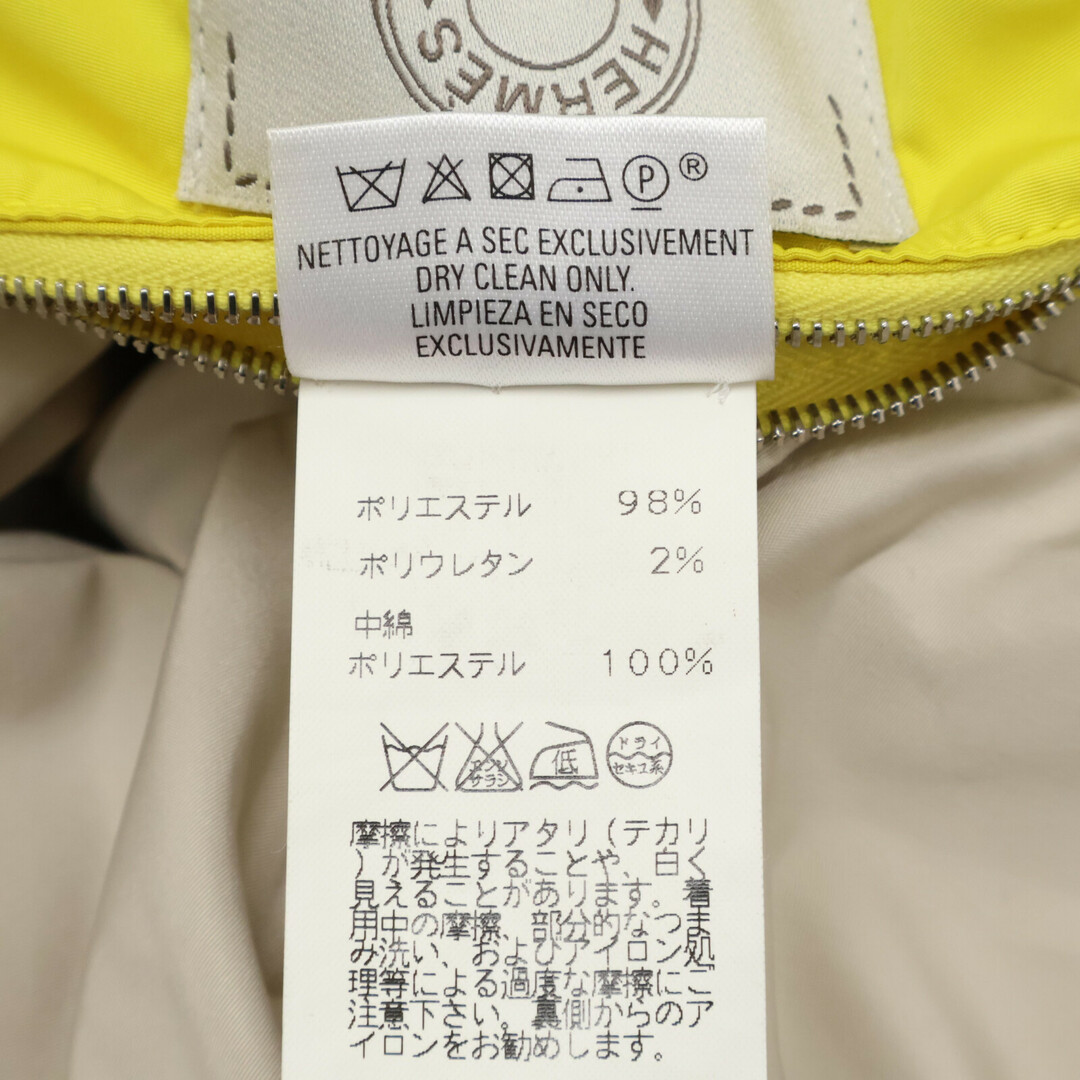 HERMES
P ®
NETTOYAGE A SEC EXCLUSIVEMENT
DRY CLEAN ONLY.
LIMPIEZA EN SECO
EXCLUSIVAMENTE
ポリエステル 98%
ポリウレタン 2%
中綿
ポリエステル 100%
エンソ サラシ 低 ドライ セキユ系
摩擦によりアタリ(テカリ
)が発生することや、白く
見えることがあります。着
用中の摩擦、部分的なつま
み洗い、およびアイロン処
理等による過度な摩擦にご
注意下さい。裏側からのア
イロンをお勧めします。